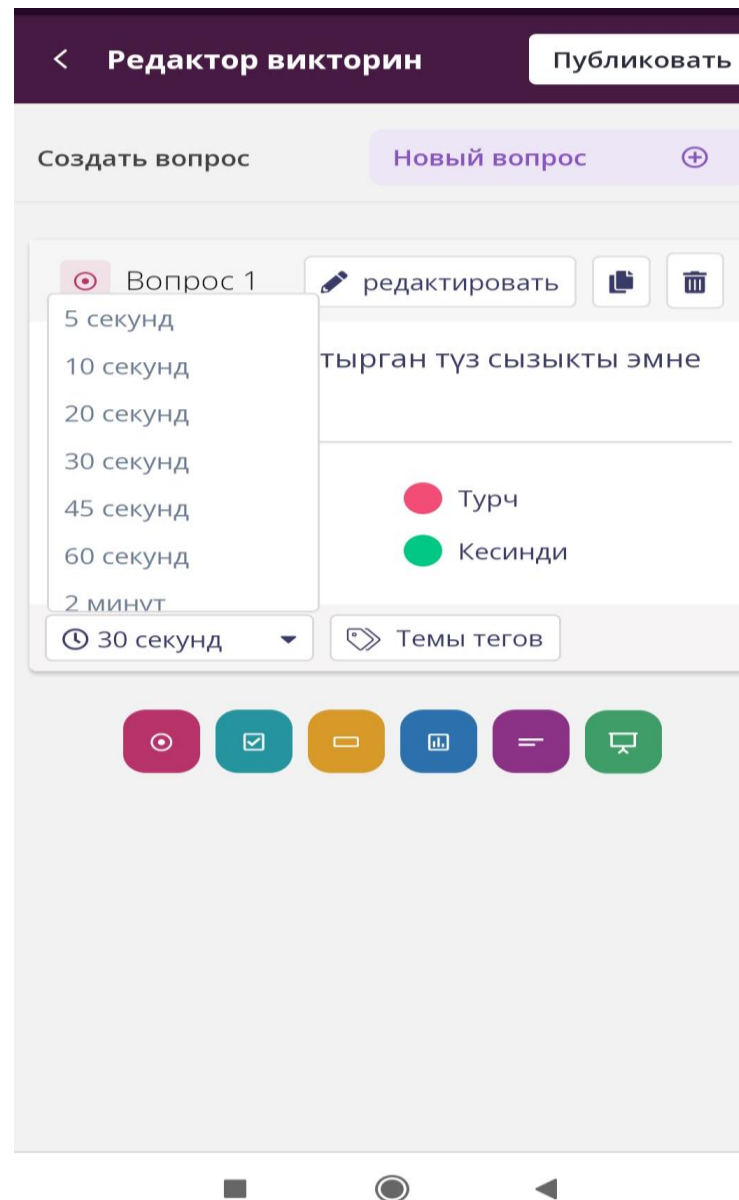 Редактор викторин
Публиковать
Создать вопрос
Новый вопрос
Вопрос 1
редактировать
5 секунд
10 секунд
тырган түз сызыкты эмне
20 секунд
30 секунд
45 секунд
Турч
60 секунд
Кесинди
2 минут
30 секунд
Темы тегов